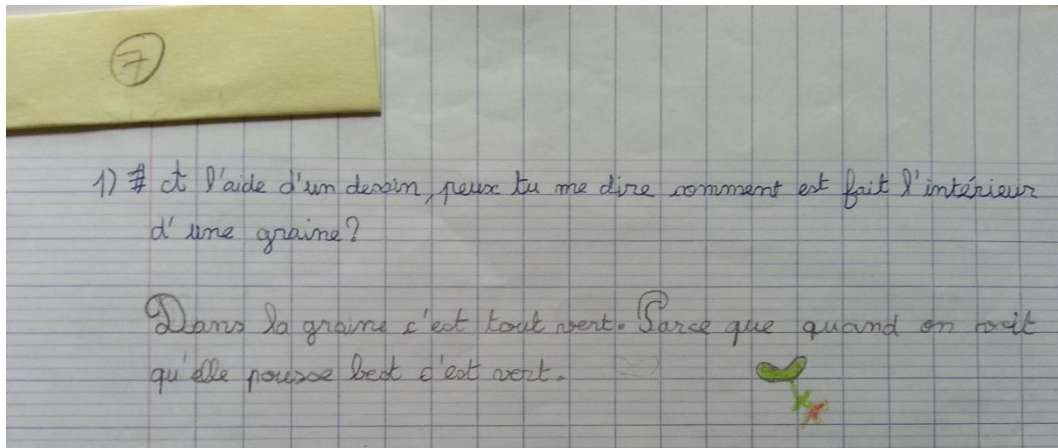 7
1) A l'aide d'un dessin, peux tu me dire comment est fait l'intérieur
d'une graine?
Dans la graine c'est tout vert. Parce que quand on voit
qu'elle pousse c'est vert.